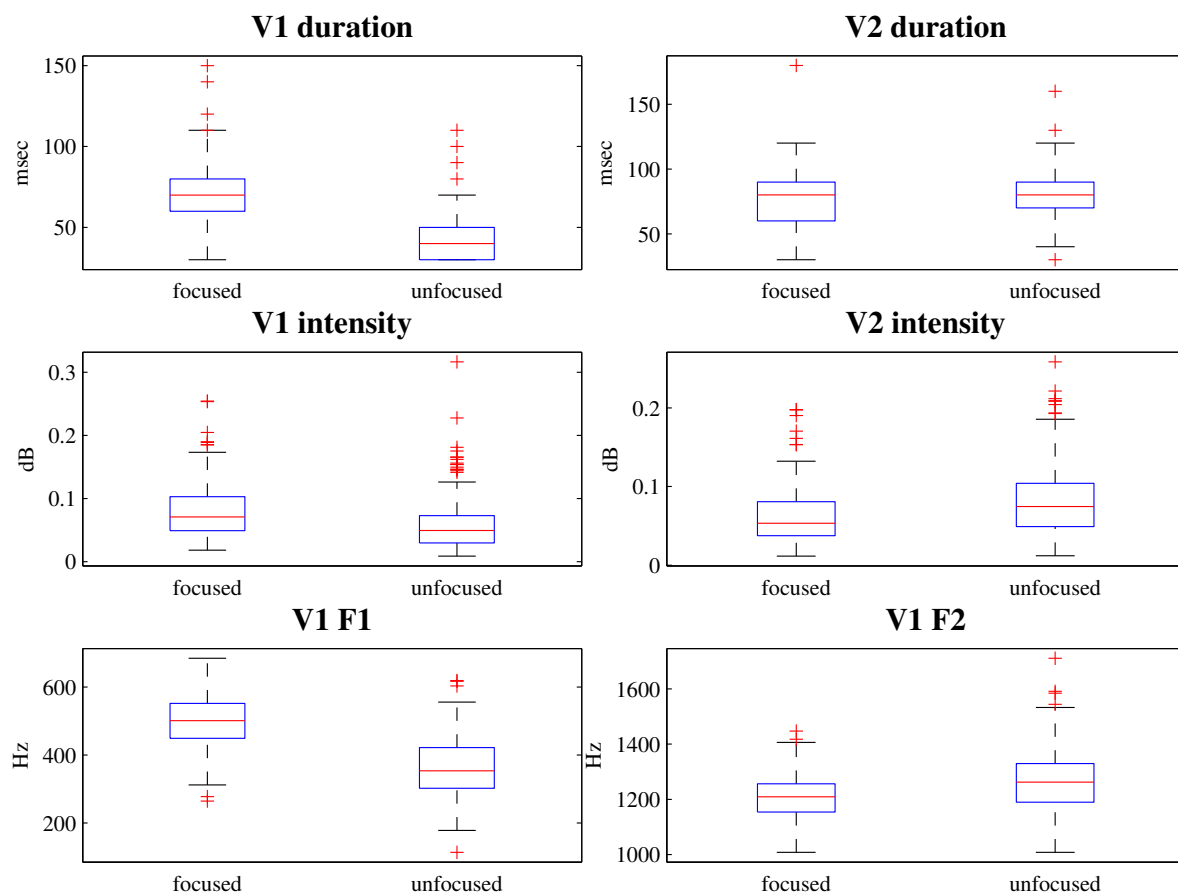 V1 duration
V2 duration
150
100
50
msec
focused
unfocused
150
100
50
msec
focused
unfocused
V1 intensity
V2 intensity
0.3
0.2
0.1
0
dB
focused
unfocused
0.2
0.1
0
dB
focused
unfocused
V1 F1
V1 F2
600
400
200
Hz
focused
unfocused
1600
1400
1200
1000
Hz
focused
unfocused